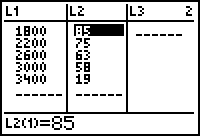 L1 L2 L3 2
1800 85 ------
2200 75
2600 63
3000 58
3400 19
------ ------
L2(1)=85